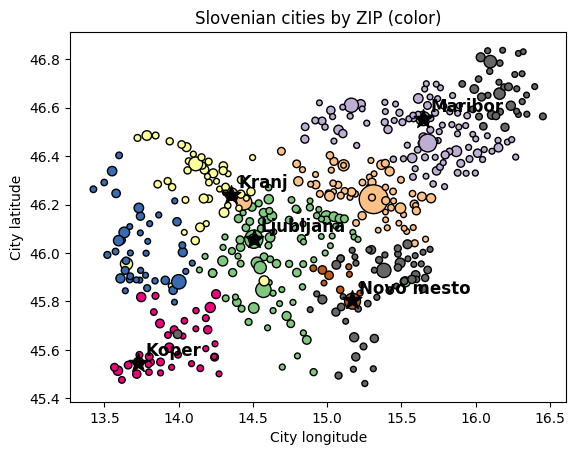 Slovenian cities by ZIP (color)
46.8
46.6
46.4
46.2
46.0
45.8
45.6
45.4
City latitude
Maribor
Kranj
Ljubljana
Novo mesto
Koper
13.5 14.0 14.5 15.0 15.5 16.0 16.5
City longitude